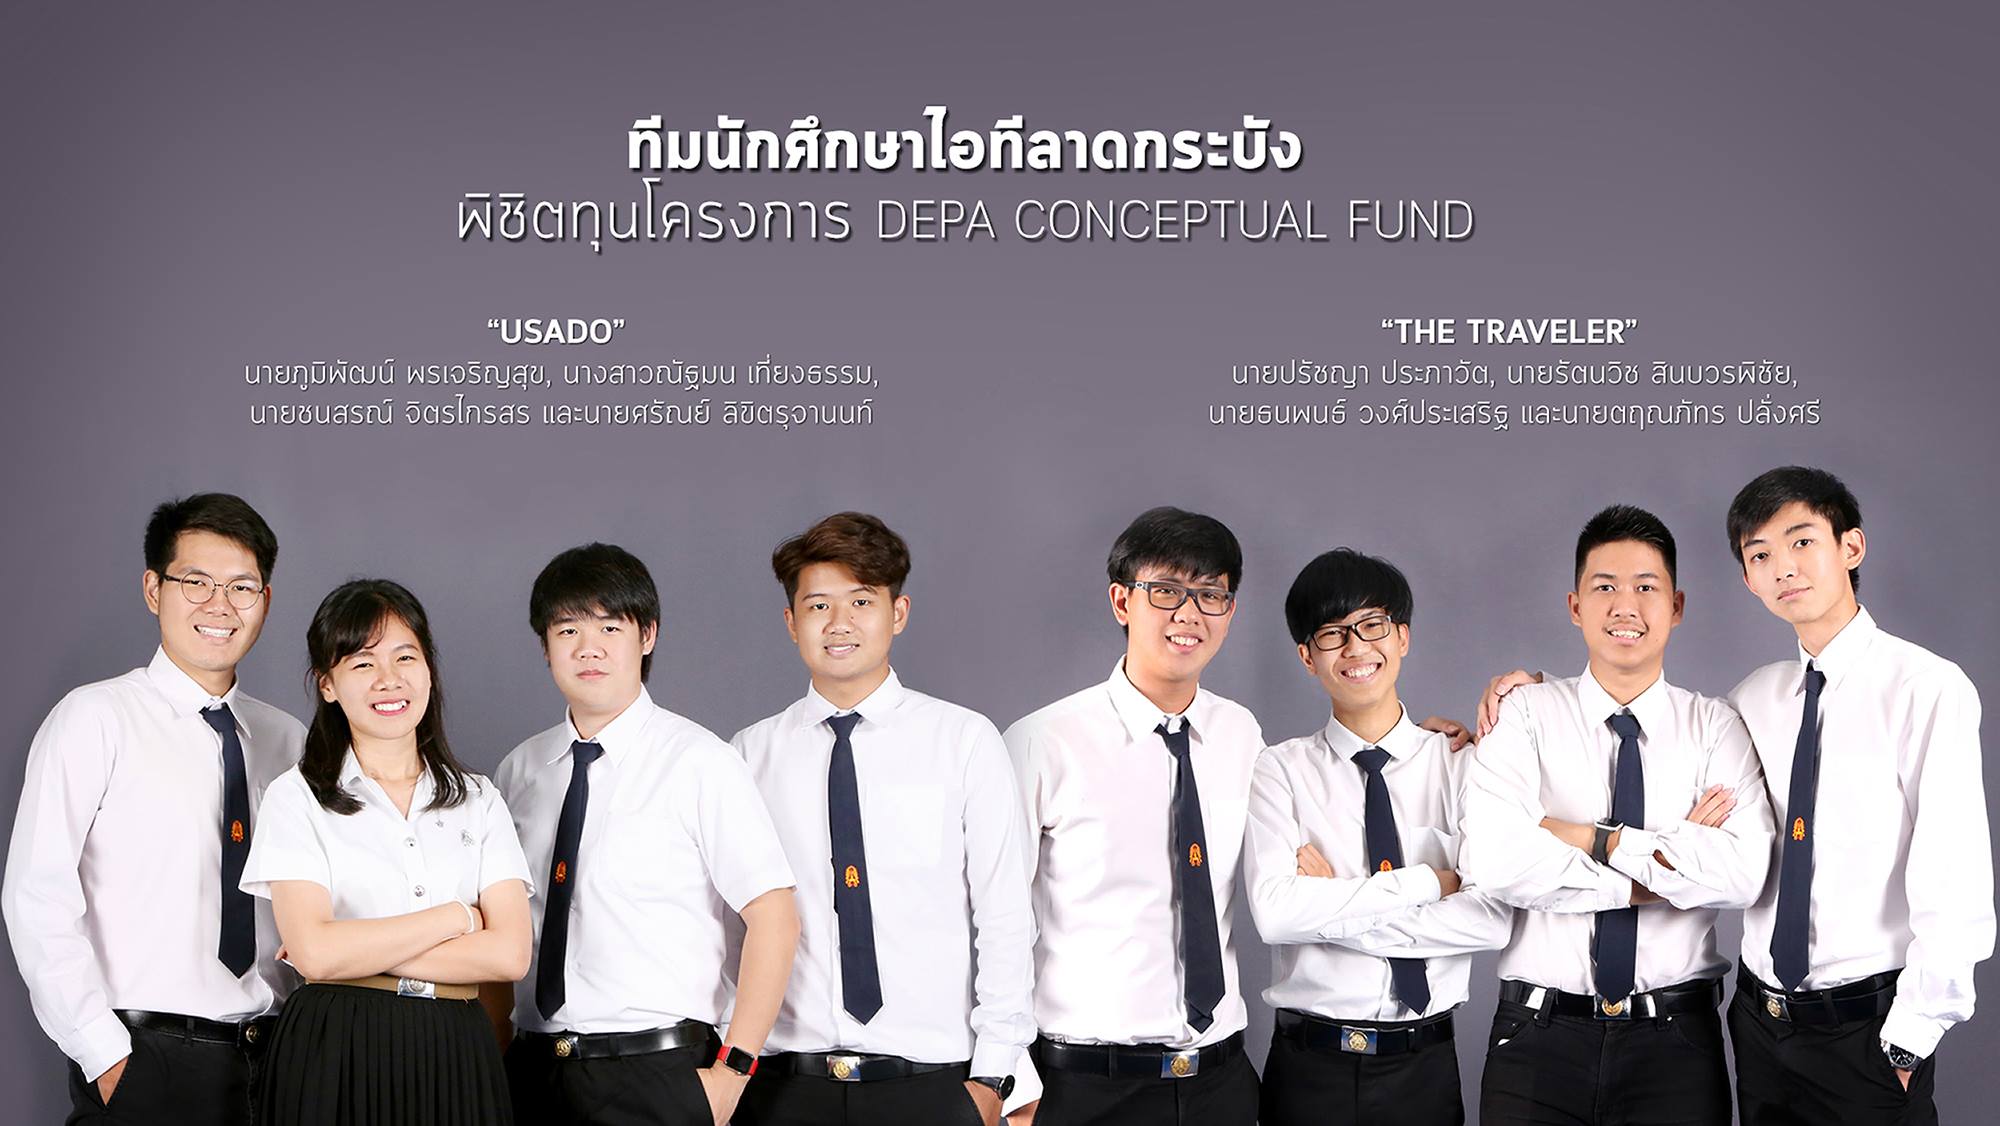 ทีมนักศึกษาไอทีลาดกระบัง
พิชิตทุนโครงการ DEPA CONCEPTUAL FUND
“USADO”
นายภูมิพัฒน์ พรเจริญสุข, นางสาวณัฐมน เที่ยงธรรม,
นายชนสรณ์ จิตรไกรสร และนายศรัณย์ ลิขิตรุจานนท์
“THE TRAVELER”
นายปรัชญา ประภาวัต, นายรัตนวิช สินบวรพิชัย,
นายธนพนธ์ วงศ์ประเสริฐ และนายตฤณภัทร ปลั่งศรี